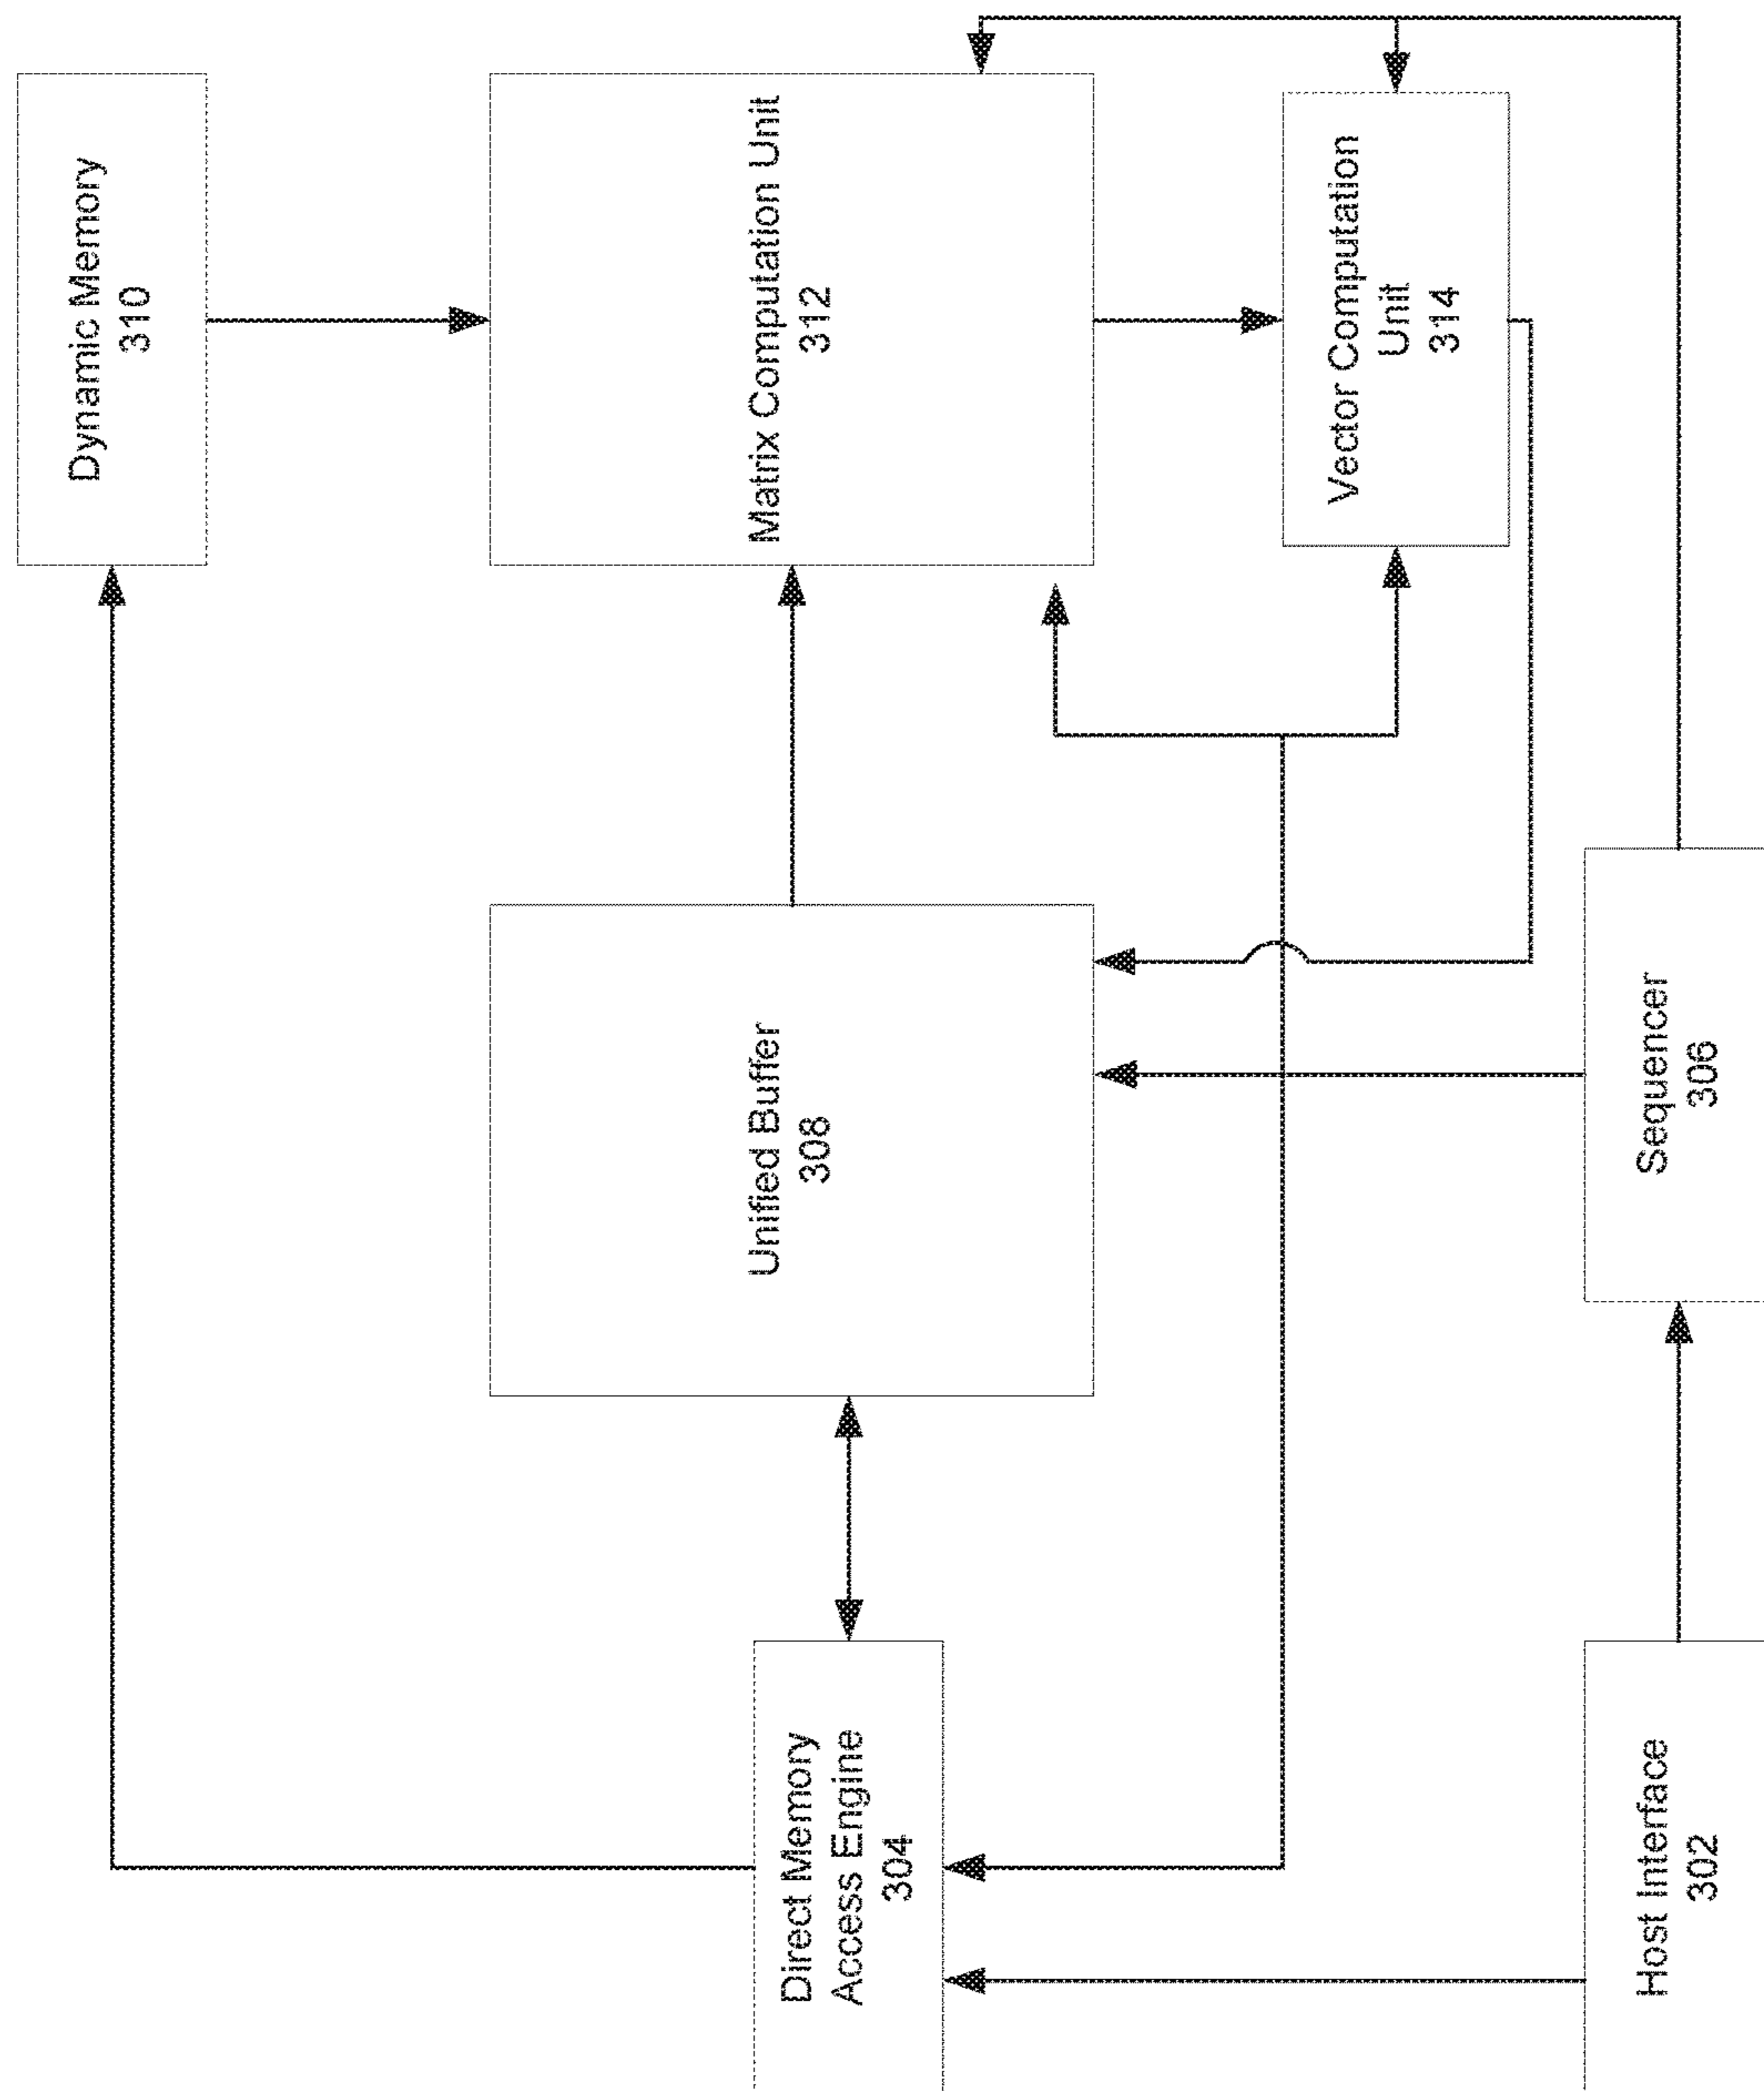 Direct Memory
Access Engine
304
Host Interface
302
Unified Buffer
308
Sequencer
306
Dynamic Memory
310
Matrix Computation Unit
312
Vector Computation
Unit
314